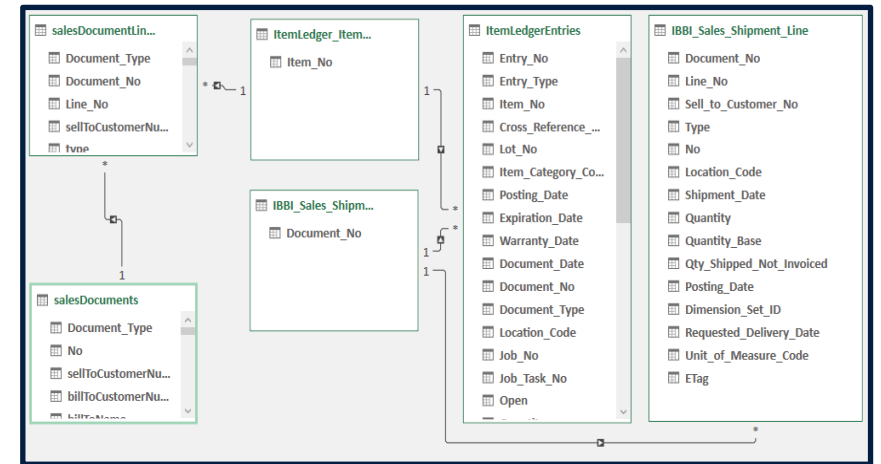 salesDocumentLin...
Document_Type
Document_No
Line_No
sellToCustomerNu...
type
* 1
ItemLedger_Item...
Item_No
1
*
ItemLedgerEntries
Entry_No
Entry_Type
Item_No
Cross_Reference_...
Lot_No
Item_Category_Co...
Posting_Date
Expiration_Date
Warranty_Date
Document_Date
Document_No
Document_Type
Location_Code
Job_No
Job_Task_No
Open
IBBI_Sales_Shipment_Line
Document_No
Line_No
Sell_to_Customer_No
Type
No
Location_Code
Shipment_Date
Quantity
Quantity_Base
Qty_Shipped_Not_Invoiced
Posting_Date
Dimension_Set_ID
Requested_Delivery_Date
Unit_of_Measure_Code
ETag
*
1
IBBI_Sales_Shipm...
Document_No
*
1
1
*
salesDocuments
Document_Type
No
sellToCustomerNu...
billToCustomerNu...
billToName